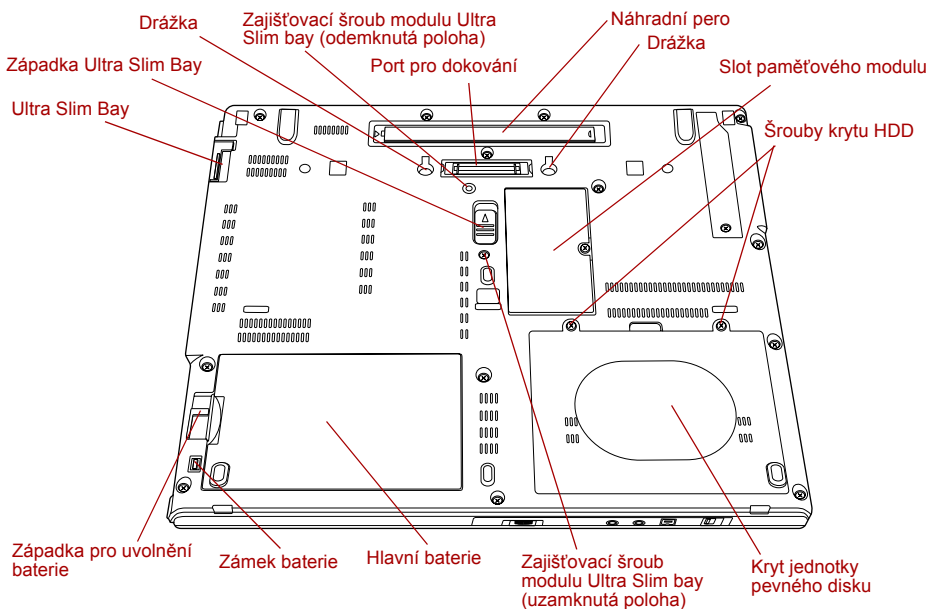 Drážka
Zajišťovací šroub modulu Ultra
Slim bay (odemknutá poloha)
Náhradní pero
Drážka
Západka Ultra Slim Bay
Port pro dokování
Slot paměťového modulu
Ultra Slim Bay
Šrouby krytu HDD
Západka pro uvolnění
baterie
Zámek baterie
Hlavní baterie
Zajišťovací šroub
modulu Ultra Slim bay
(uzamknutá poloha)
Kryt jednotky
pevného disku